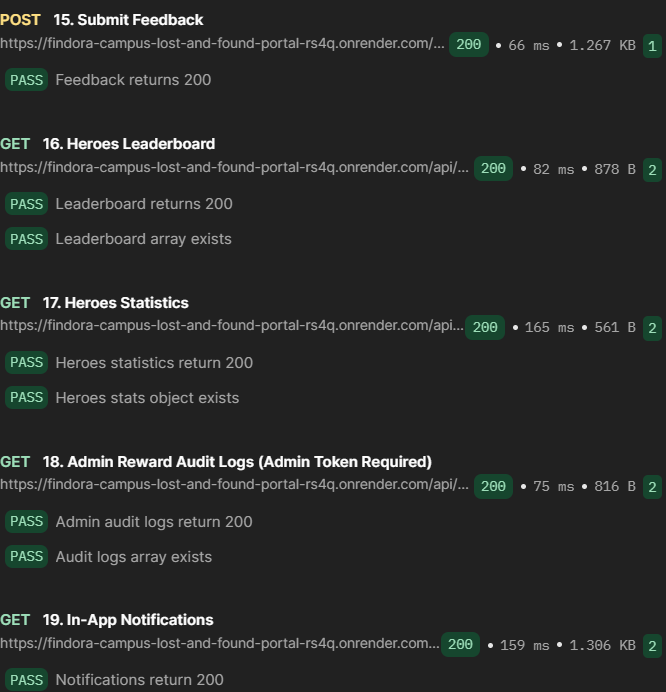 POST 15. Submit Feedback
https://findora-campus-lost-and-found-portal-rs4q.onrender.com/... 200 • 66 ms • 1.267 KB 1
PASS Feedback returns 200
GET 16. Heroes Leaderboard
https://findora-campus-lost-and-found-portal-rs4q.onrender.com/api/... 200 • 82 ms • 878 B 2
PASS Leaderboard returns 200
PASS Leaderboard array exists
GET 17. Heroes Statistics
https://findora-campus-lost-and-found-portal-rs4q.onrender.com/api... 200 • 165 ms • 561 B 2
PASS Heroes statistics return 200
PASS Heroes stats object exists
GET 18. Admin Reward Audit Logs (Admin Token Required)
https://findora-campus-lost-and-found-portal-rs4q.onrender.com/api/... 200 • 75 ms • 816 B 2
PASS Admin audit logs return 200
PASS Audit logs array exists
GET 19. In-App Notifications
https://findora-campus-lost-and-found-portal-rs4q.onrender.com... 200 • 159 ms • 1.306 KB 2
PASS Notifications return 200